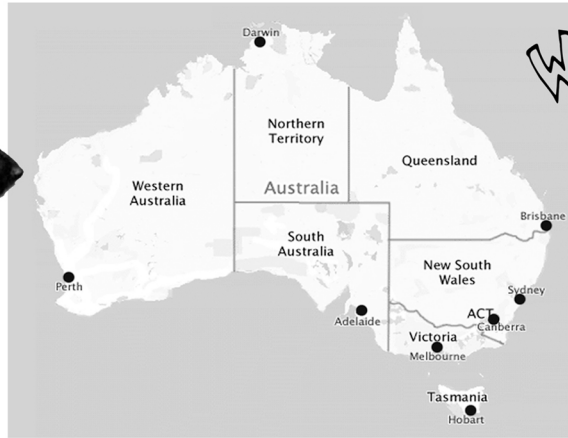 Darwin
Northern
Territory
Queensland
Western
Australia
Australia
Brisbane
South
Australia
New South
Wales
Perth
Sydney
Adelaide
ACT
Canberra
Victoria
Melbourne
Tasmania
Hobart
W